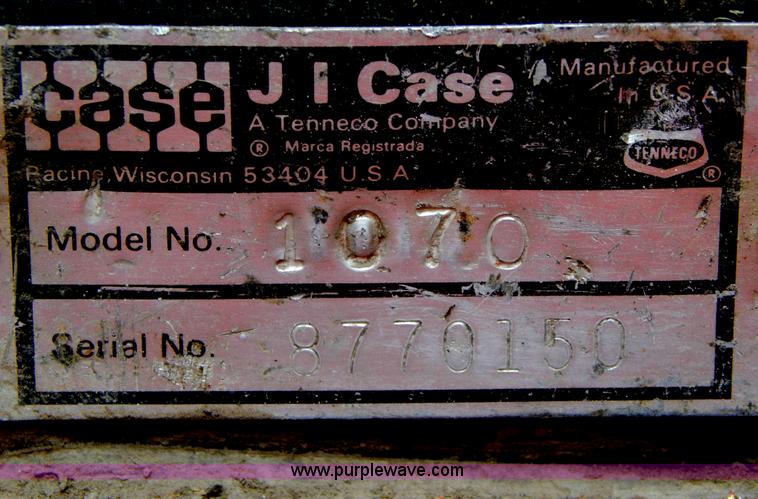 case
J I Case
A Tenneco Company
® Marca Registrada
Racine, Wisconsin 53404 U.S.A.
Manufactured
In U.S.A.
TENNECO
®
Model No. 1070
Serial No. 8770150
www.purplewave.com